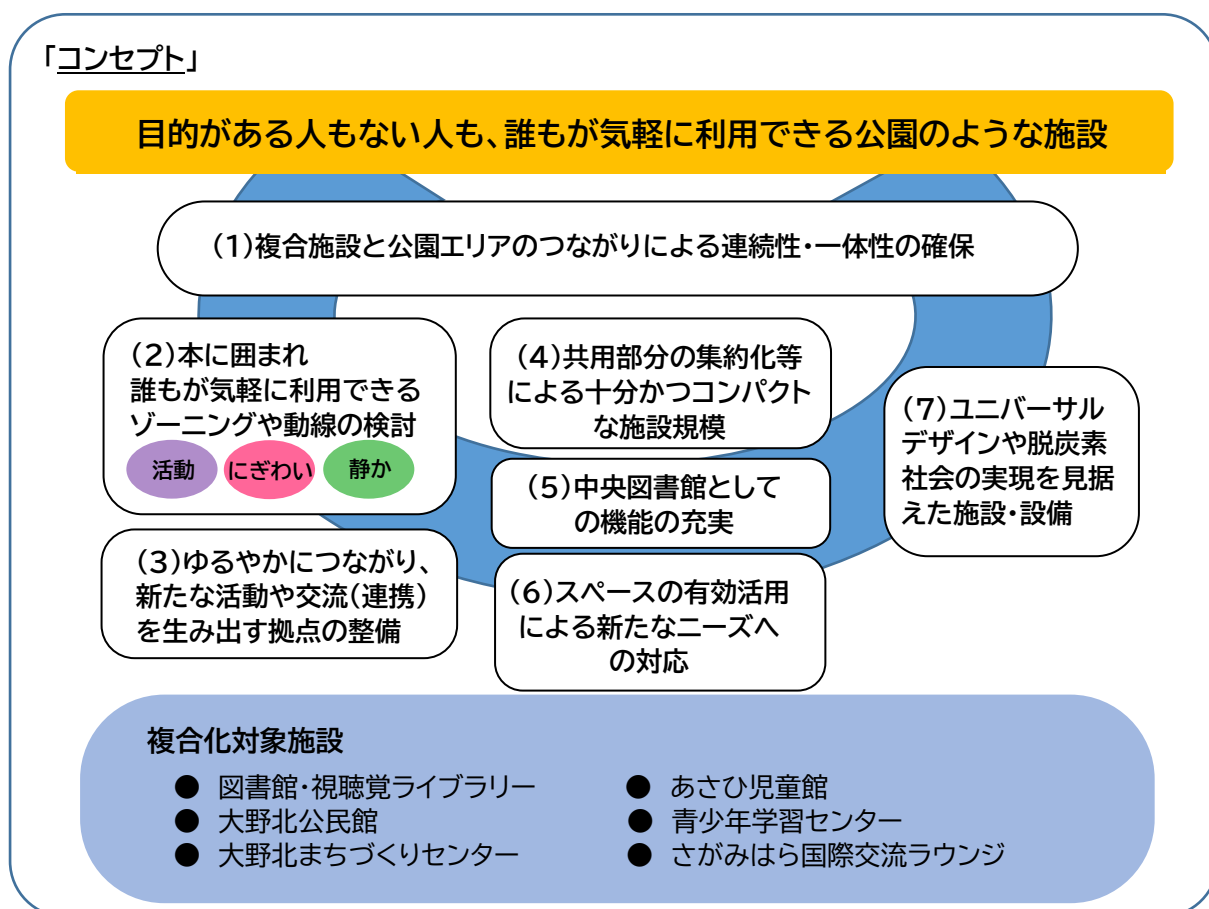 「コンセプト」
目的がある人もない人も、誰もが気軽に利用できる公園のような施設
（1）複合施設と公園エリアのつながりによる連続性・一体性の確保
（2）本に囲まれ
誰もが気軽に利用できる
ゾーニングや動線の検討
活動
にぎわい
静か
（3）ゆるやかにつながり、
新たな活動や交流（連携）
を生み出す拠点の整備
（4）共用部分の集約化等
による十分かつコンパクト
な施設規模
（5）中央図書館として
の機能の充実
（6）スペースの有効活用
による新たなニーズへ
の対応
（7）ユニバーサル
デザインや脱炭素
社会の実現を見据
えた施設・設備
複合化対象施設
● 図書館・視聴覚ライブラリー
● 大野北公民館
● 大野北まちづくりセンター
● あさひ児童館
● 青少年学習センター
● さがみはら国際交流ラウンジ